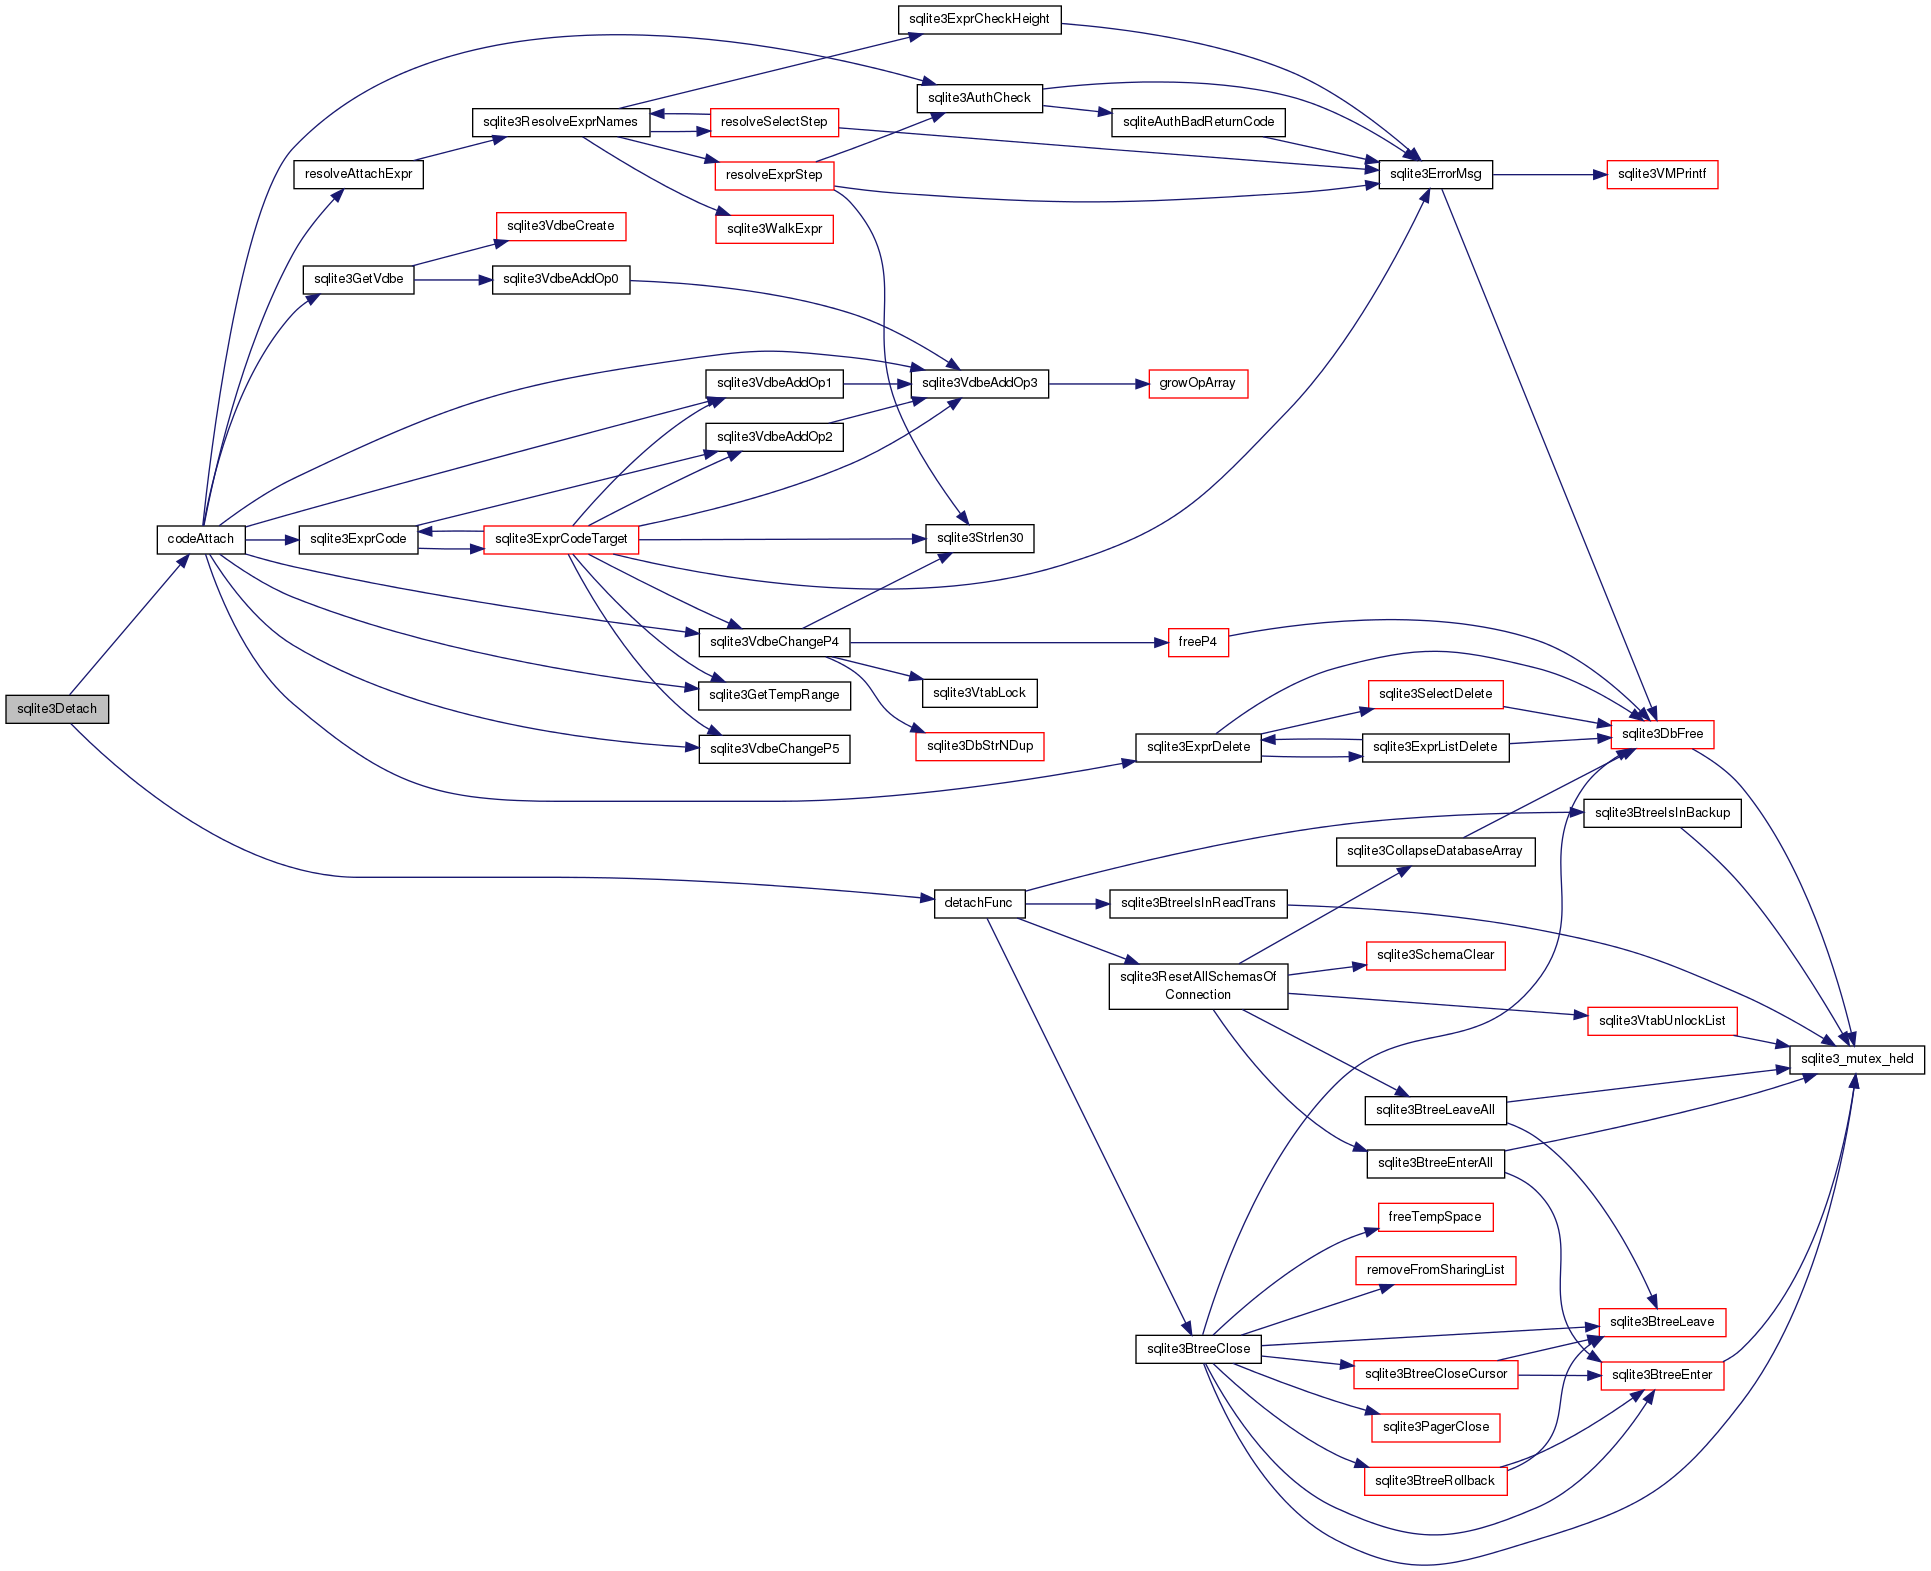 sqlite3ExprCheckHeight
sqlite3AuthCheck
sqlite3ResolveExprNames
resolveSelectStep
sqliteAuthBadReturnCode
resolveAttachExpr
resolveExprStep
sqlite3ErrorMsg
sqlite3VMPrintf
sqlite3VdbeCreate
sqlite3WalkExpr
sqlite3GetVdbe
sqlite3VdbeAddOp0
sqlite3VdbeAddOp1
sqlite3VdbeAddOp3
growOpArray
sqlite3VdbeAddOp2
codeAttach
sqlite3ExprCode
sqlite3ExprCodeTarget
sqlite3Strlen30
sqlite3VdbeChangeP4
freeP4
sqlite3GetTempRange
sqlite3VtabLock
sqlite3SelectDelete
sqlite3Detach
sqlite3VdbeChangeP5
sqlite3DbStrNDup
sqlite3ExprDelete
sqlite3ExprListDelete
sqlite3DbFree
sqlite3BtreeIsInBackup
sqlite3CollapseDatabaseArray
detachFunc
sqlite3BtreeIsInReadTrans
sqlite3SchemaClear
sqlite3ResetAllSchemasOf
Connection
sqlite3VtabUnlockList
sqlite3_mutex_held
sqlite3BtreeLeaveAll
sqlite3BtreeEnterAll
freeTempSpace
removeFromSharingList
sqlite3BtreeLeave
sqlite3BtreeClose
sqlite3BtreeCloseCursor
sqlite3BtreeEnter
sqlite3PagerClose
sqlite3BtreeRollback